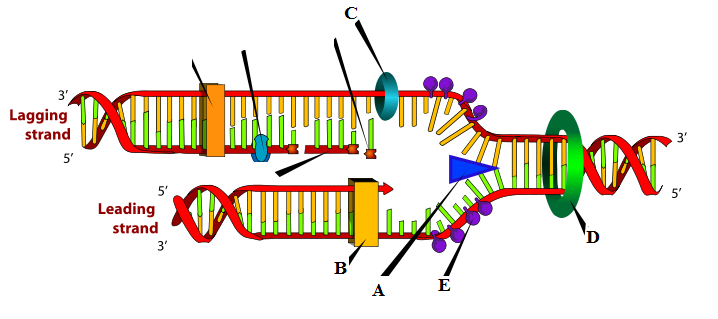 C
3'
Lagging
strand
5'
3'
5'
5'
Leading
strand
3'
D
B
A
E